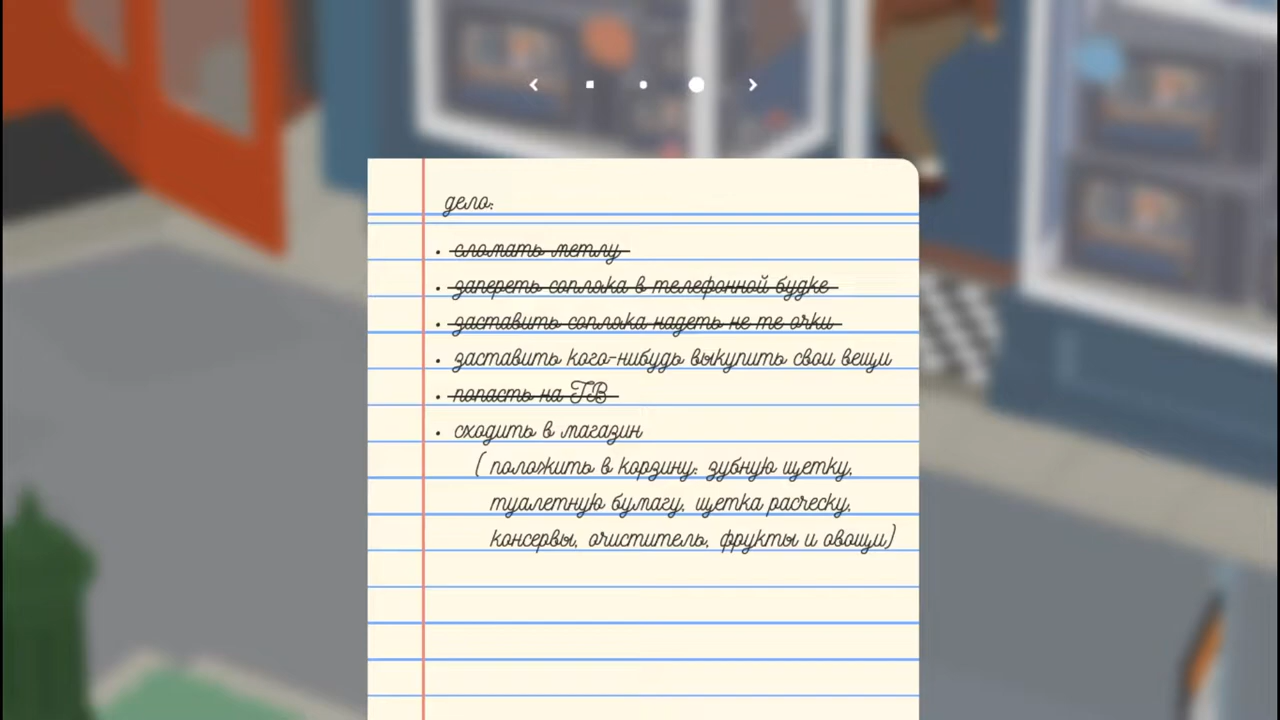 дело:
• сломать метлу
• запереть сопляка в телефонной будке
• заставить сопляка надеть не те очки
• заставить кого-нибудь выкупить свои вещи
• попасть на ТВ
• сходить в магазин
( положить в корзину: зубную щетку,
туалетную бумагу, щетка расческу,
консервы, очиститель, фрукты и овощи)